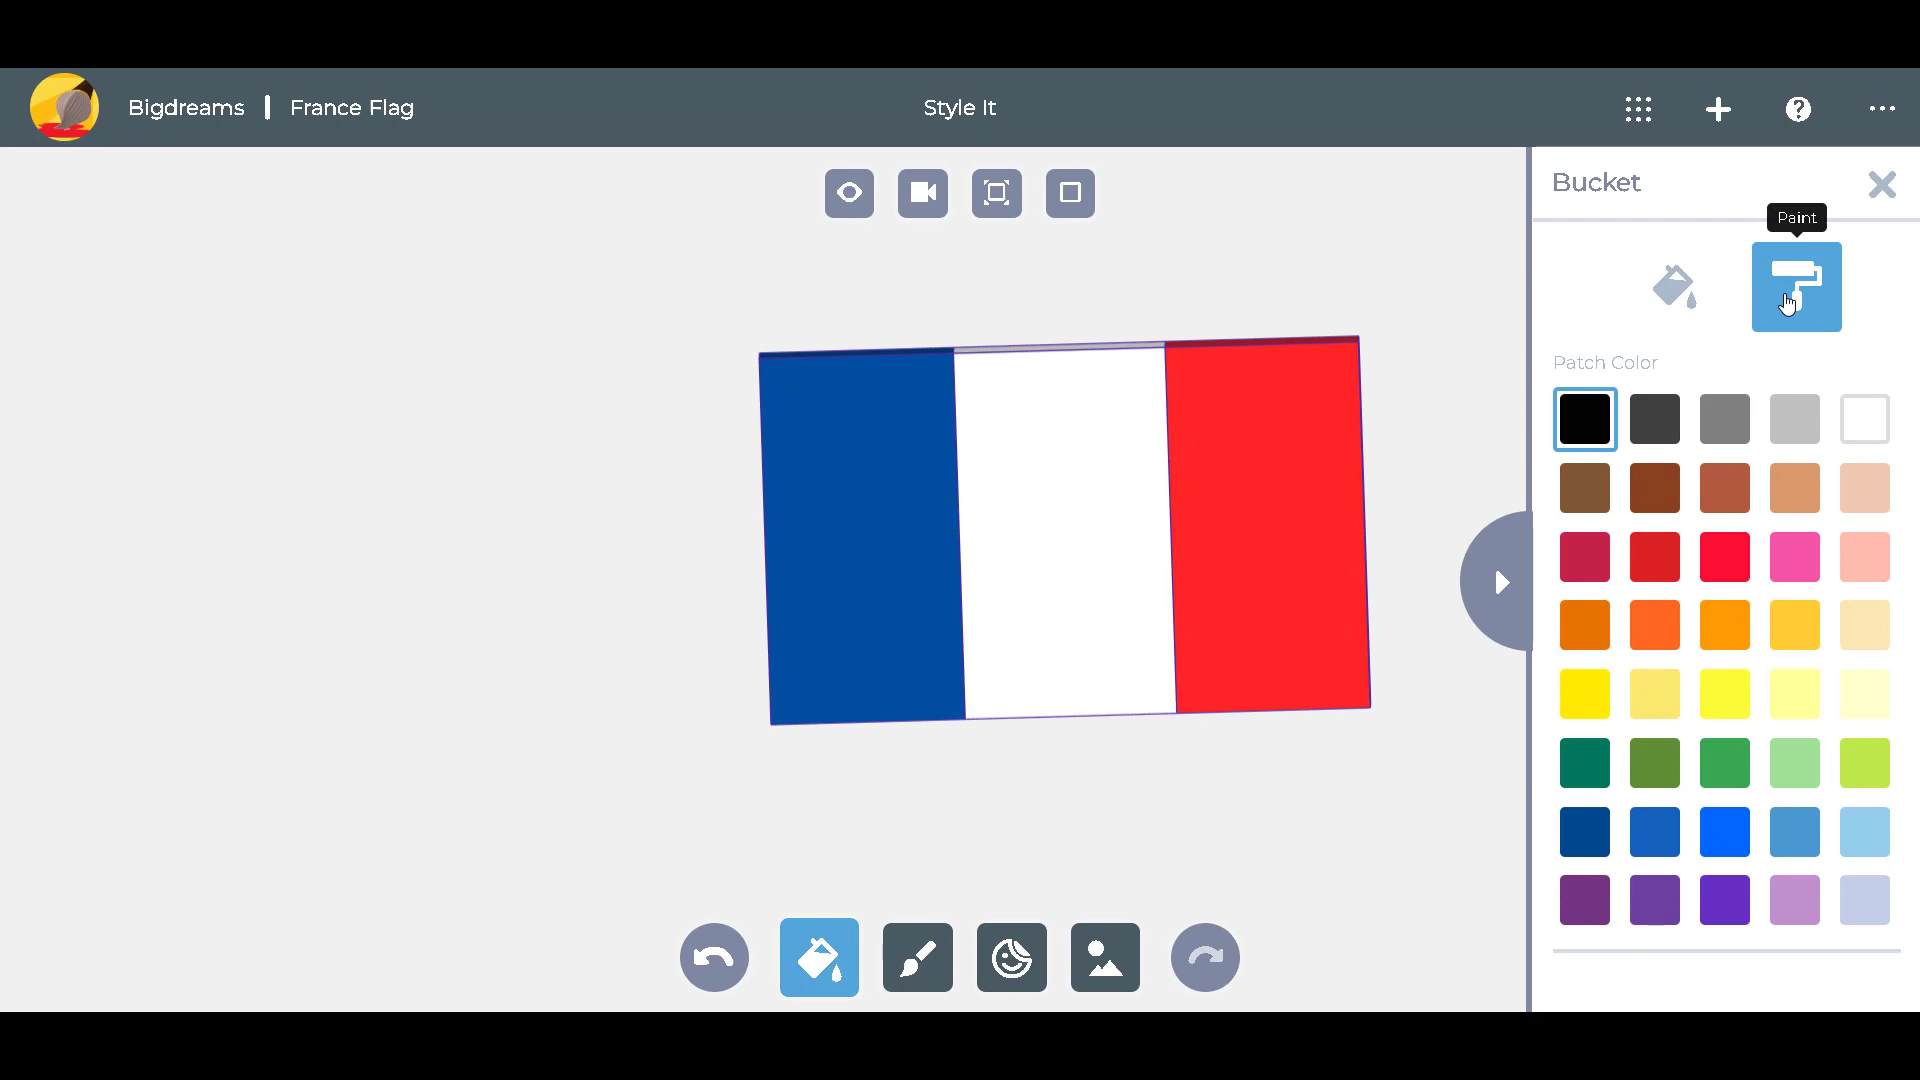 Bigdreams | France Flag
Style It
Bucket
Paint
Patch Color